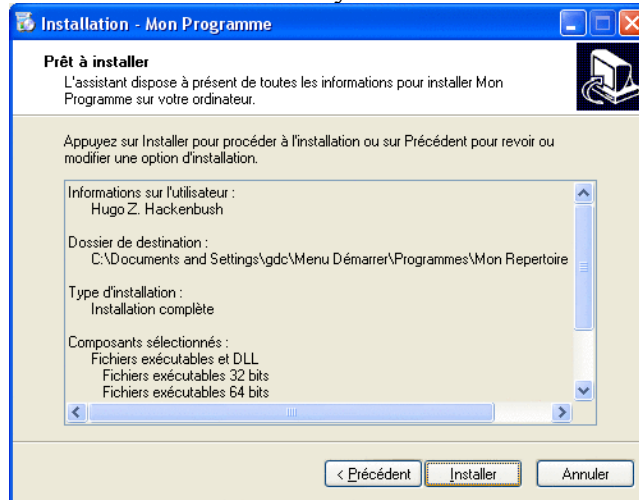 Installation - Mon Programme
Prêt à installer
L'assistant dispose à présent de toutes les informations pour installer Mon
Programme sur votre ordinateur.
Appuyez sur Installer pour procéder à l'installation ou sur Précédent pour revoir ou
modifier une option d'installation.
Informations sur l'utilisateur :
Hugo Z. Hackenbush
Dossier de destination :
C:\Documents and Settings\gdc\Menu Démarrer\Programmes\Mon Repertoire
Type d'installation :
Installation complète
Composants sélectionnés :
Fichiers exécutables et DLL
Fichiers exécutables 32 bits
Fichiers exécutables 64 bits
< Précédent
Installer
Annuler